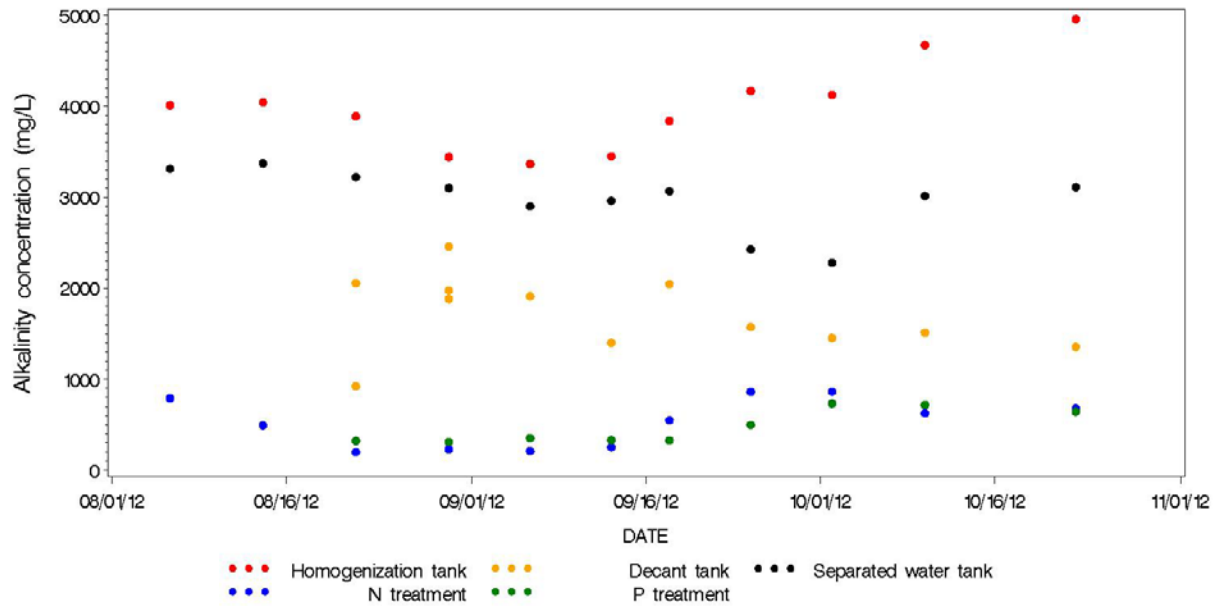 Alkalinity concentration (mg/L)
5000
4000
3000
2000
1000
0
08/01/12 08/16/12 09/01/12 09/16/12 10/01/12 10/16/12 11/01/12
DATE
Homogenization tank Decant tank Separated water tank
N treatment P treatment